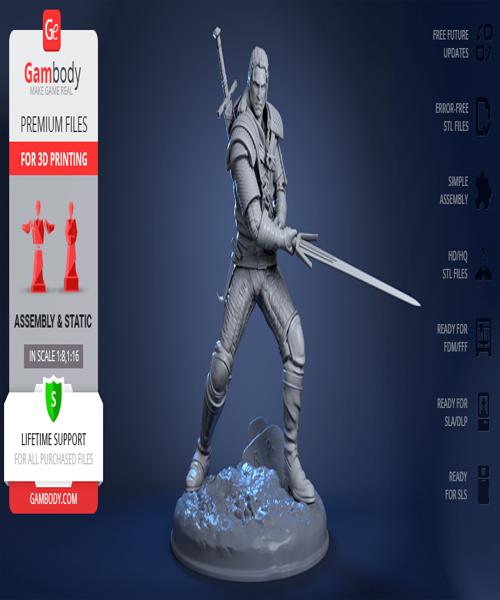 Ge
Gambody
MAKE GAME REAL
PREMIUM FILES
FOR 3D PRINTING
ASSEMBLY & STATIC
IN SCALE 1:8,1:16
S
LIFETIME SUPPORT
FOR ALL PURCHASED FILES
GAMBODY.COM
FREE FUTURE
UPDATES
ERROR-FREE
STL FILES
SIMPLE
ASSEMBLY
HD/HQ
STL FILES
READY FOR
FDM/FFF
READY FOR
SLA/DLP
READY
FOR SLS